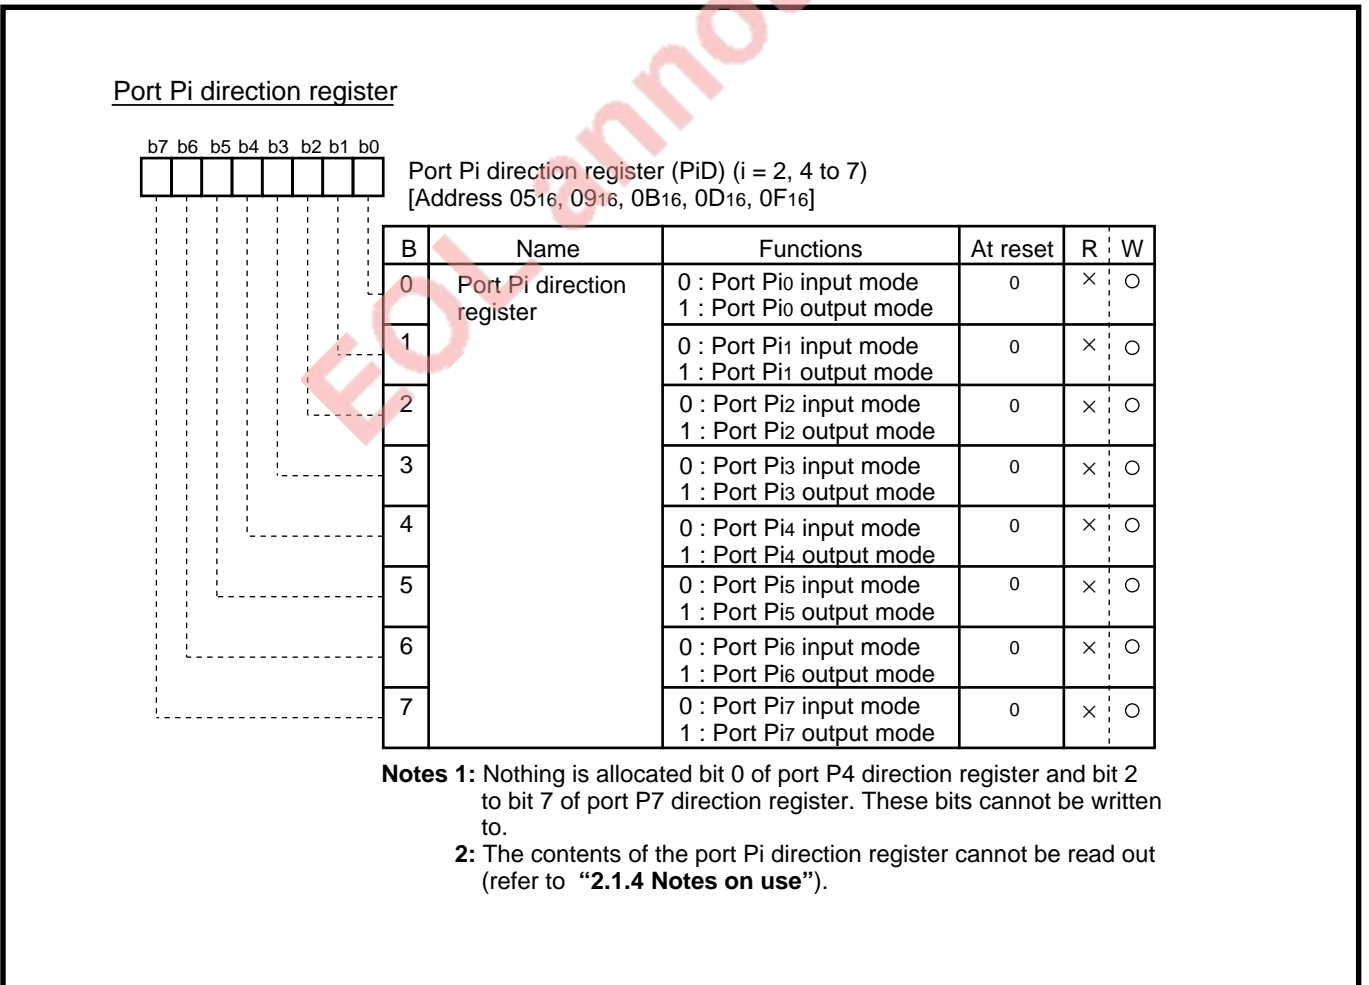 Port Pi direction register
b7 b6 b5 b4 b3 b2 b1 b0
Port Pi direction register (PiD) (i = 2, 4 to 7)
[Address 0516, 0916, 0B16, 0D16, 0F16]
B Name Functions At reset R W
0 Port Pi direction register 0 : Port Pi0 input mode 0 × ○
1 : Port Pi0 output mode
1 0 : Port Pi1 input mode 0 × ○
1 : Port Pi1 output mode
2 0 : Port Pi2 input mode 0 × ○
1 : Port Pi2 output mode
3 0 : Port Pi3 input mode 0 × ○
1 : Port Pi3 output mode
4 0 : Port Pi4 input mode 0 × ○
1 : Port Pi4 output mode
5 0 : Port Pi5 input mode 0 × ○
1 : Port Pi5 output mode
6 0 : Port Pi6 input mode 0 × ○
1 : Port Pi6 output mode
7 0 : Port Pi7 input mode 0 × ○
1 : Port Pi7 output mode
Notes 1: Nothing is allocated bit 0 of port P4 direction register and bit 2
to bit 7 of port P7 direction register. These bits cannot be written
to.
2: The contents of the port Pi direction register cannot be read out
(refer to “2.1.4 Notes on use”).
EOL